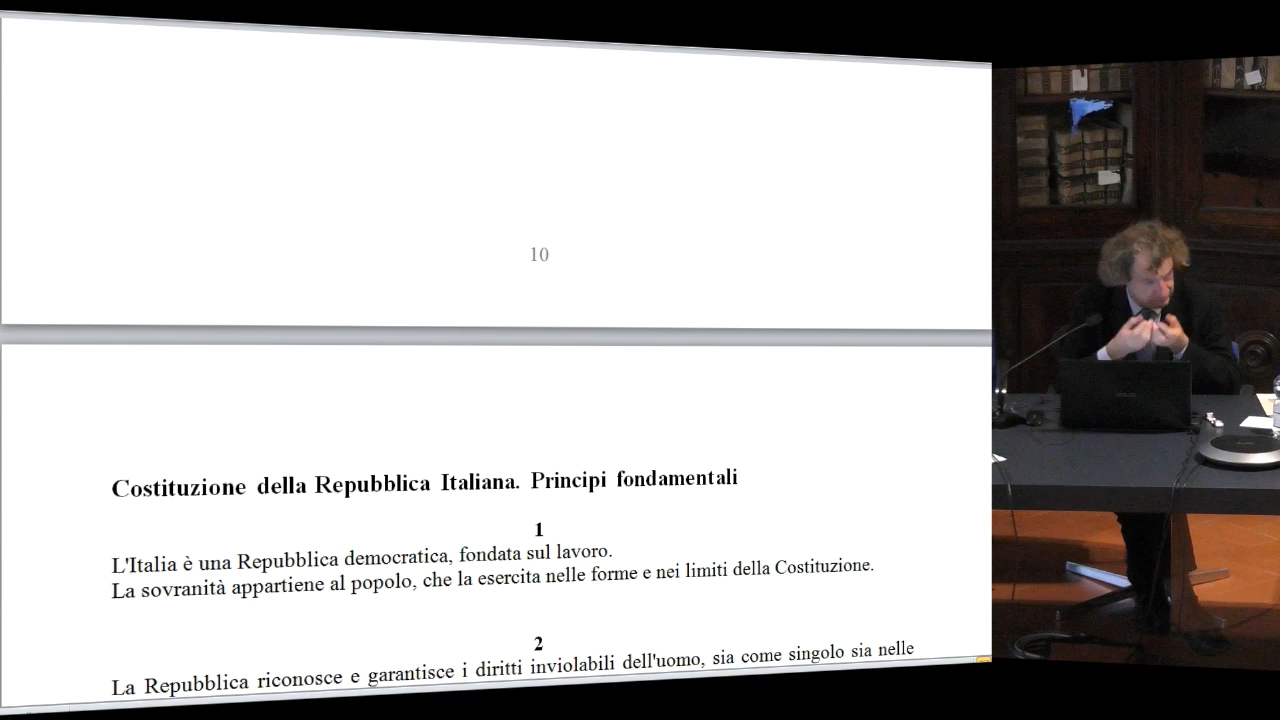 10
Costituzione della Repubblica Italiana. Principi fondamentali
1
L'Italia è una Repubblica democratica, fondata sul lavoro.
La sovranità appartiene al popolo, che la esercita nelle forme e nei limiti della Costituzione.
2
La Repubblica riconosce e garantisce i diritti inviolabili dell'uomo, sia come singolo sia nelle